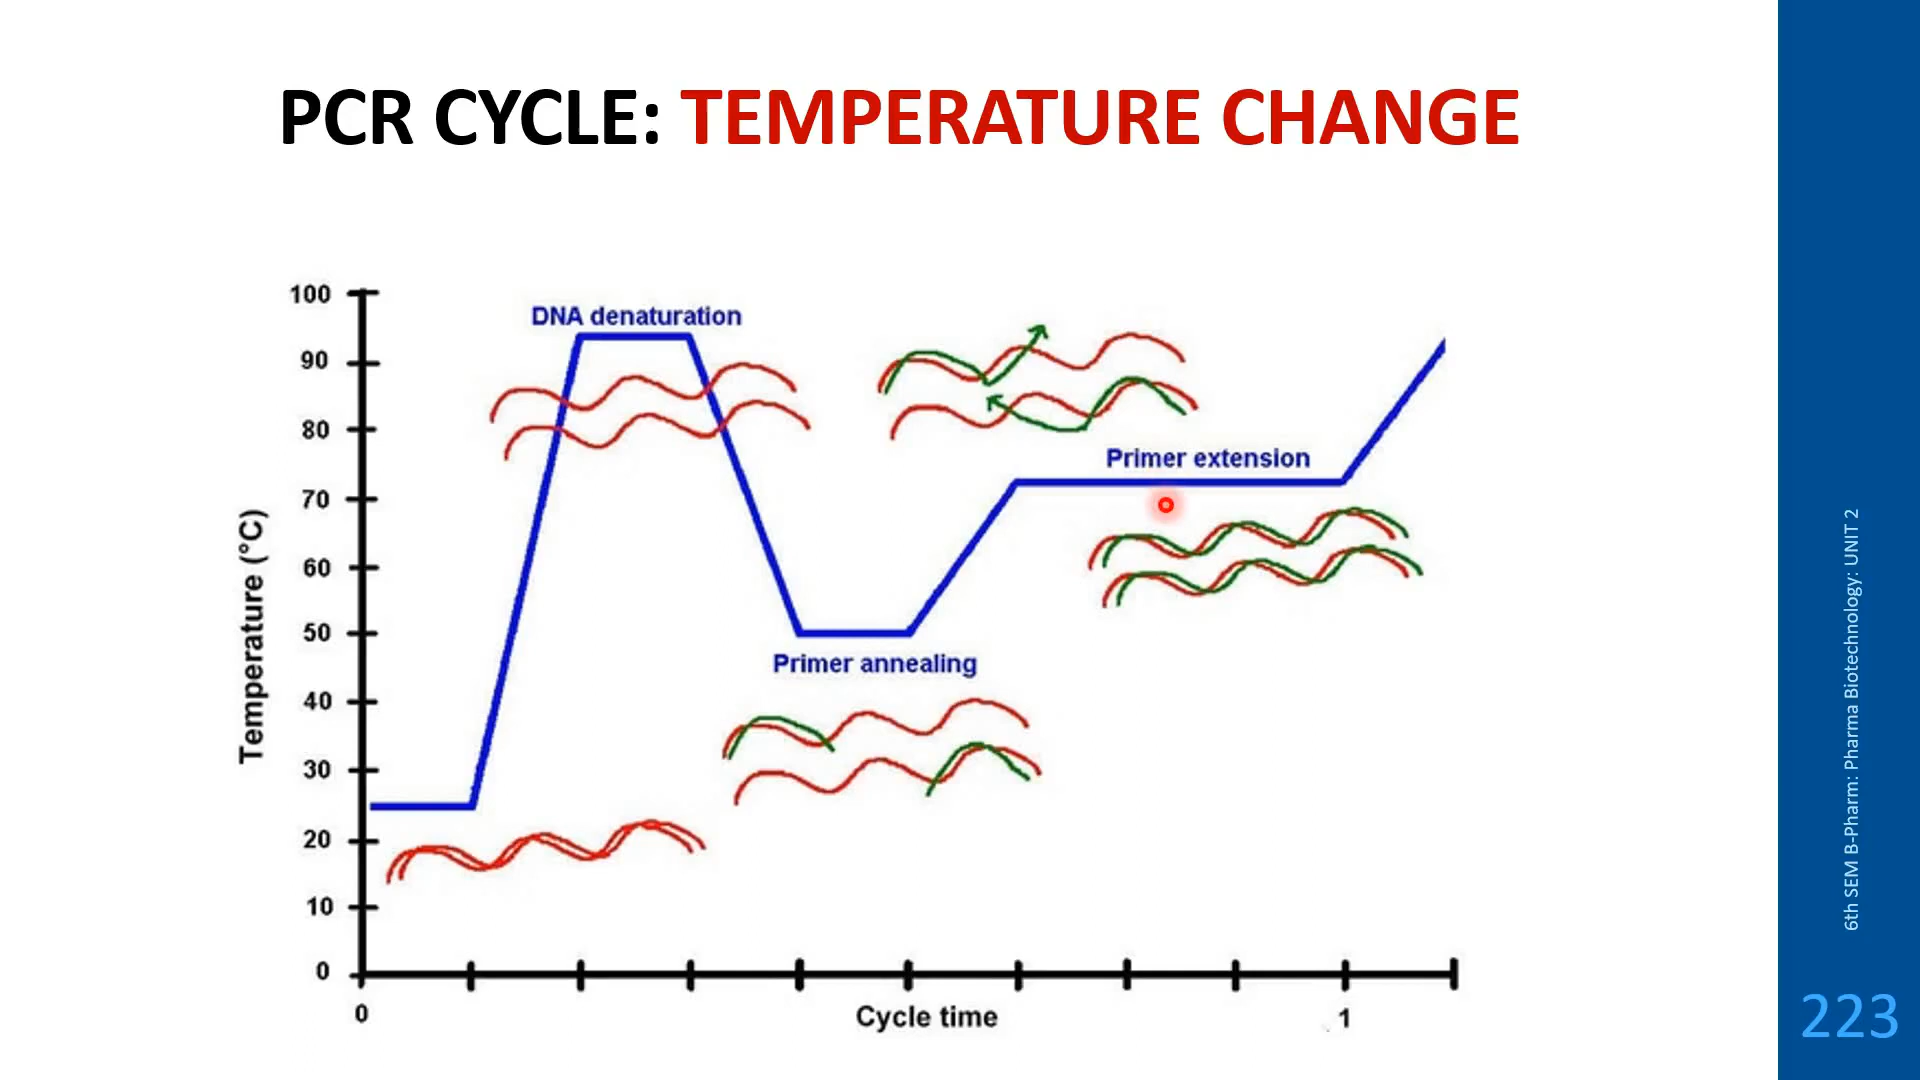 PCR CYCLE: TEMPERATURE CHANGE
100
90
80
70
60
50
40
30
20
10
0
Temperature (°C)
DNA denaturation
Primer annealing
Primer extension
0
Cycle time
1
6th SEM B-Pharm: Pharma Biotechnology: UNIT 2
223